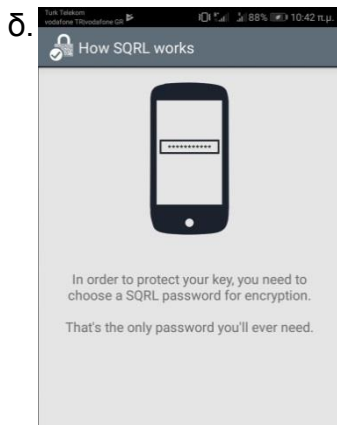 δ.
Turk Telekom
vodafone TR|vodafone GR
88% 10:42 π.μ.
How SQRL works
***********
In order to protect your key, you need to
choose a SQRL password for encryption.
That's the only password you'll ever need.